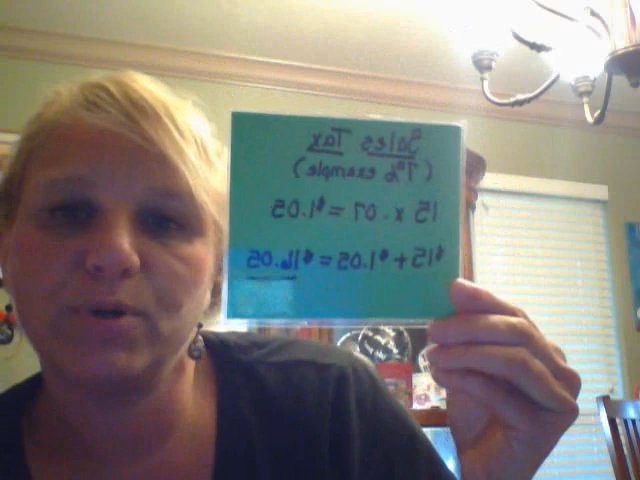 Sales Tax
(7% example)
15 x .07 = $1.05
$15 + $1.05 = $16.05